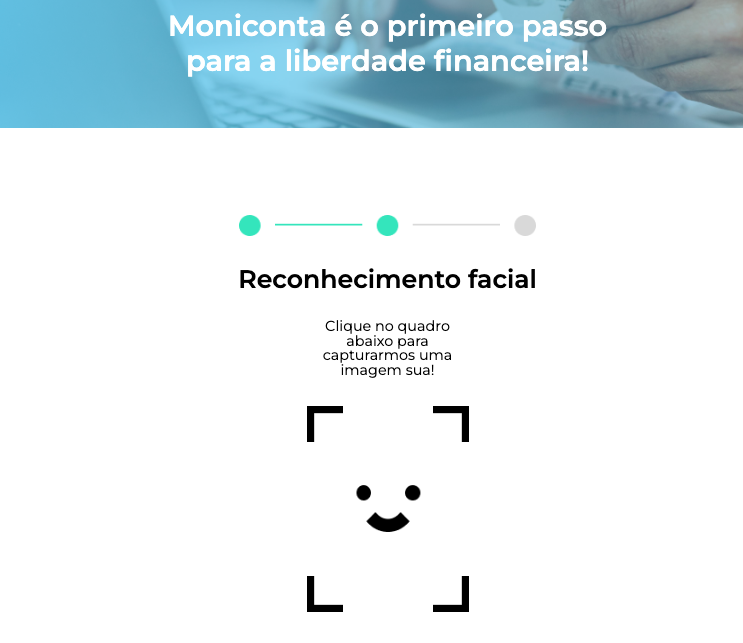 Moniconta é o primeiro passo
para a liberdade financeira!
Reconhecimento facial
Clique no quadro
abaixo para
capturarmos uma
imagem sua!